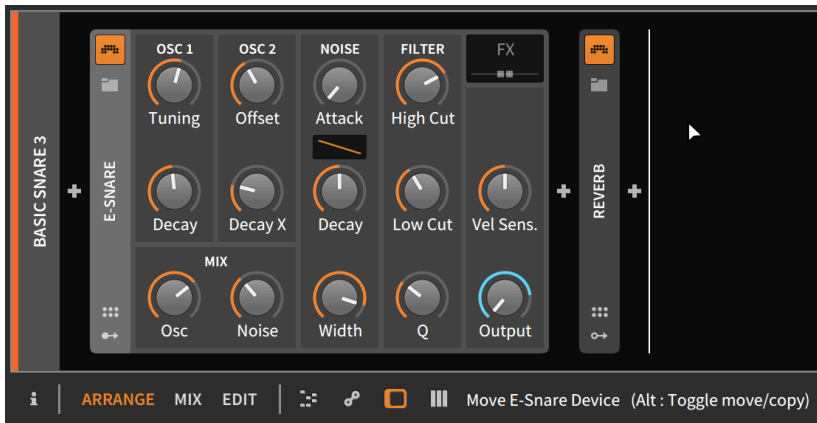 BASIC SNARE 3
E-SNARE
OSC 1
OSC 2
NOISE
FILTER
FX
Tuning
Offset
Attack
High Cut
Decay
Decay X
Decay
Low Cut
Vel Sens.
MIX
Osc
Noise
Width
Q
Output
REVERB
i
ARRANGE
MIX
EDIT
Move E-Snare Device (Alt : Toggle move/copy)